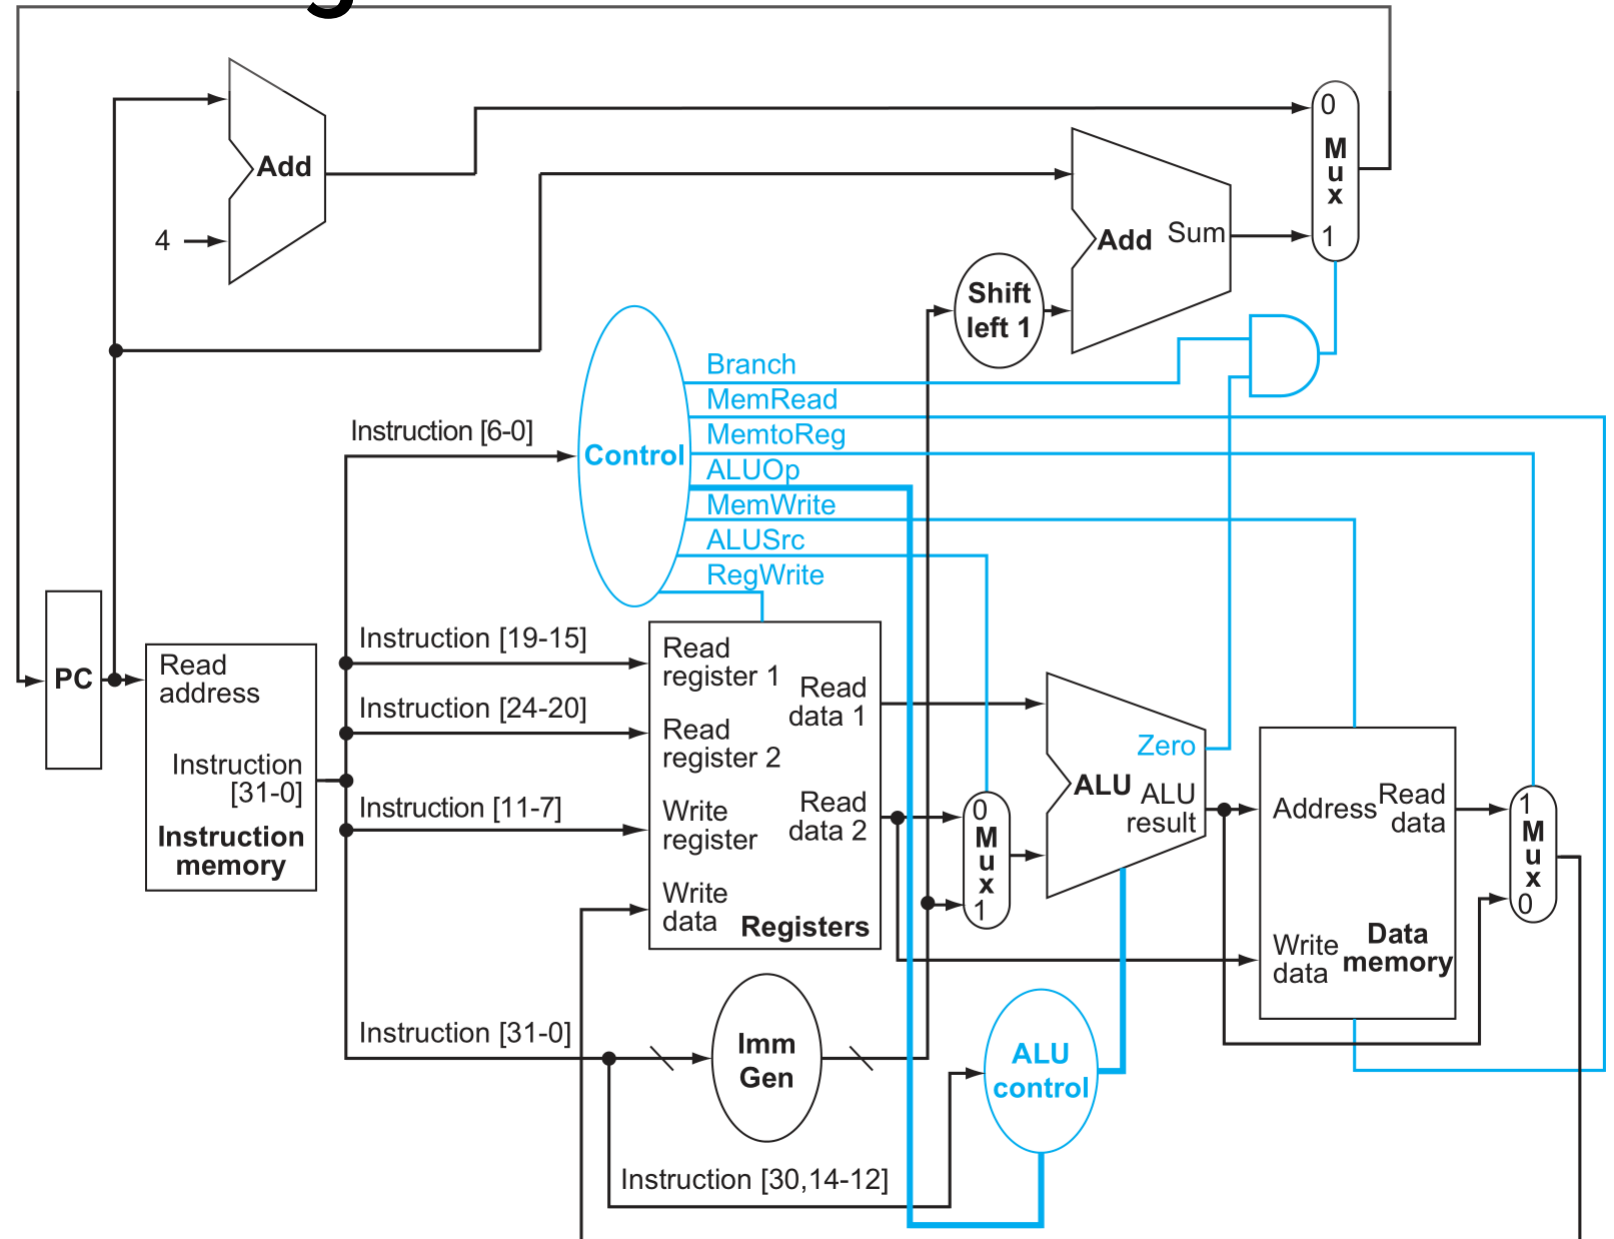 Add
4
0
M
u
x
1
Add Sum
Shift
left 1
Branch
MemRead
MemtoReg
ALUOp
MemWrite
ALUSrc
RegWrite
Control
Instruction [6-0]
PC
Read
address
Instruction
[31-0]
Instruction
memory
Instruction [19-15]
Instruction [24-20]
Instruction [11-7]
Instruction [31-0]
Read
register 1
Read
register 2
Write
register
Write
data
Read
data 1
Read
data 2
Registers
0
M
u
x
1
Zero
ALU
ALU
result
Address
Read
data
Write
data
Data
memory
1
M
u
x
0
Imm
Gen
ALU
control
Instruction [30,14-12]